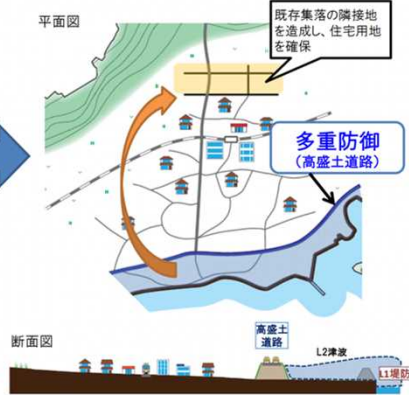 平面図
既存集落の隣接地
を造成し、住宅用地
を確保
多重防御
（高盛土道路）
断面図
高盛土
道路
L2津波
L1堤防